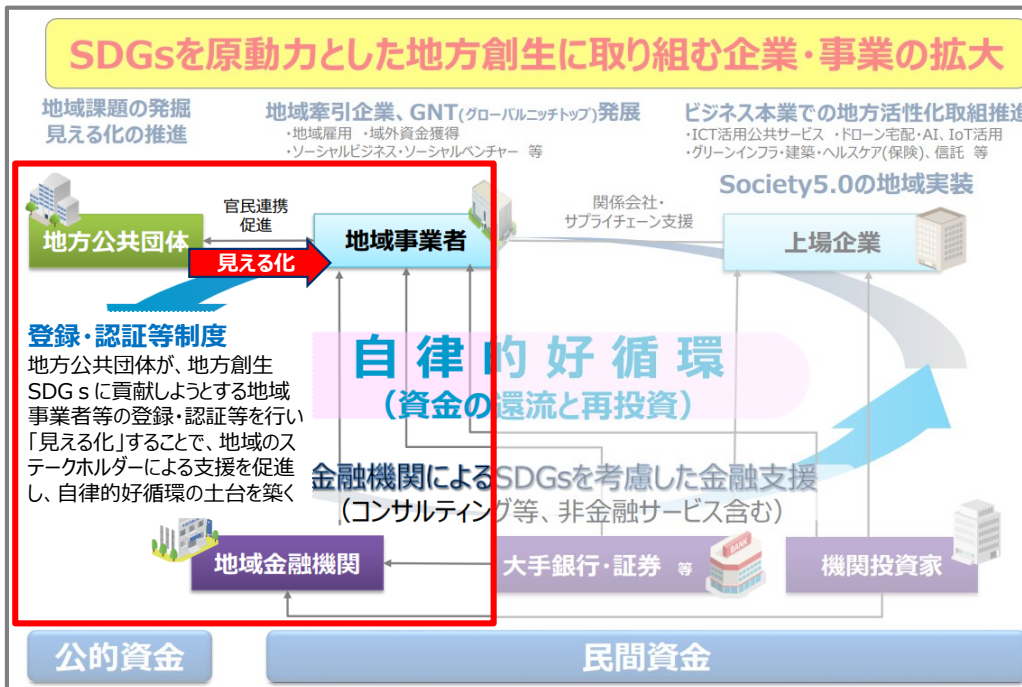 SDGsを原動力とした地方創生に取り組む企業・事業の拡大
地域課題の発掘
見える化の推進
地域牽引企業、GNT(グローバルニッチトップ)発展
・地域雇用 ・域外資金獲得
・ソーシャルビジネス・ソーシャルベンチャー 等
ビジネス本業での地方活性化取組推進
・ICT活用公共サービス ・ドローン宅配・AI、IoT活用
・グリーンインフラ・建築・ヘルスケア(保険)、信託 等
Society5.0の地域実装
地方公共団体
官民連携
促進
見える化
地域事業者
関係会社・
サプライチェーン支援
上場企業
登録・認証等制度
地方公共団体が、地方創生
SDGsに貢献しようとする地域
事業者等の登録・認証等を行い
「見える化」することで、地域のス
テークホルダーによる支援を促進
し、自律的好循環の土台を築く
自律的好循環
(資金の還流と再投資)
金融機関によるSDGsを考慮した金融支援
(コンサルティング等、非金融サービス含む)
地域金融機関
大手銀行・証券 等
BANK
機関投資家
公的資金
民間資金